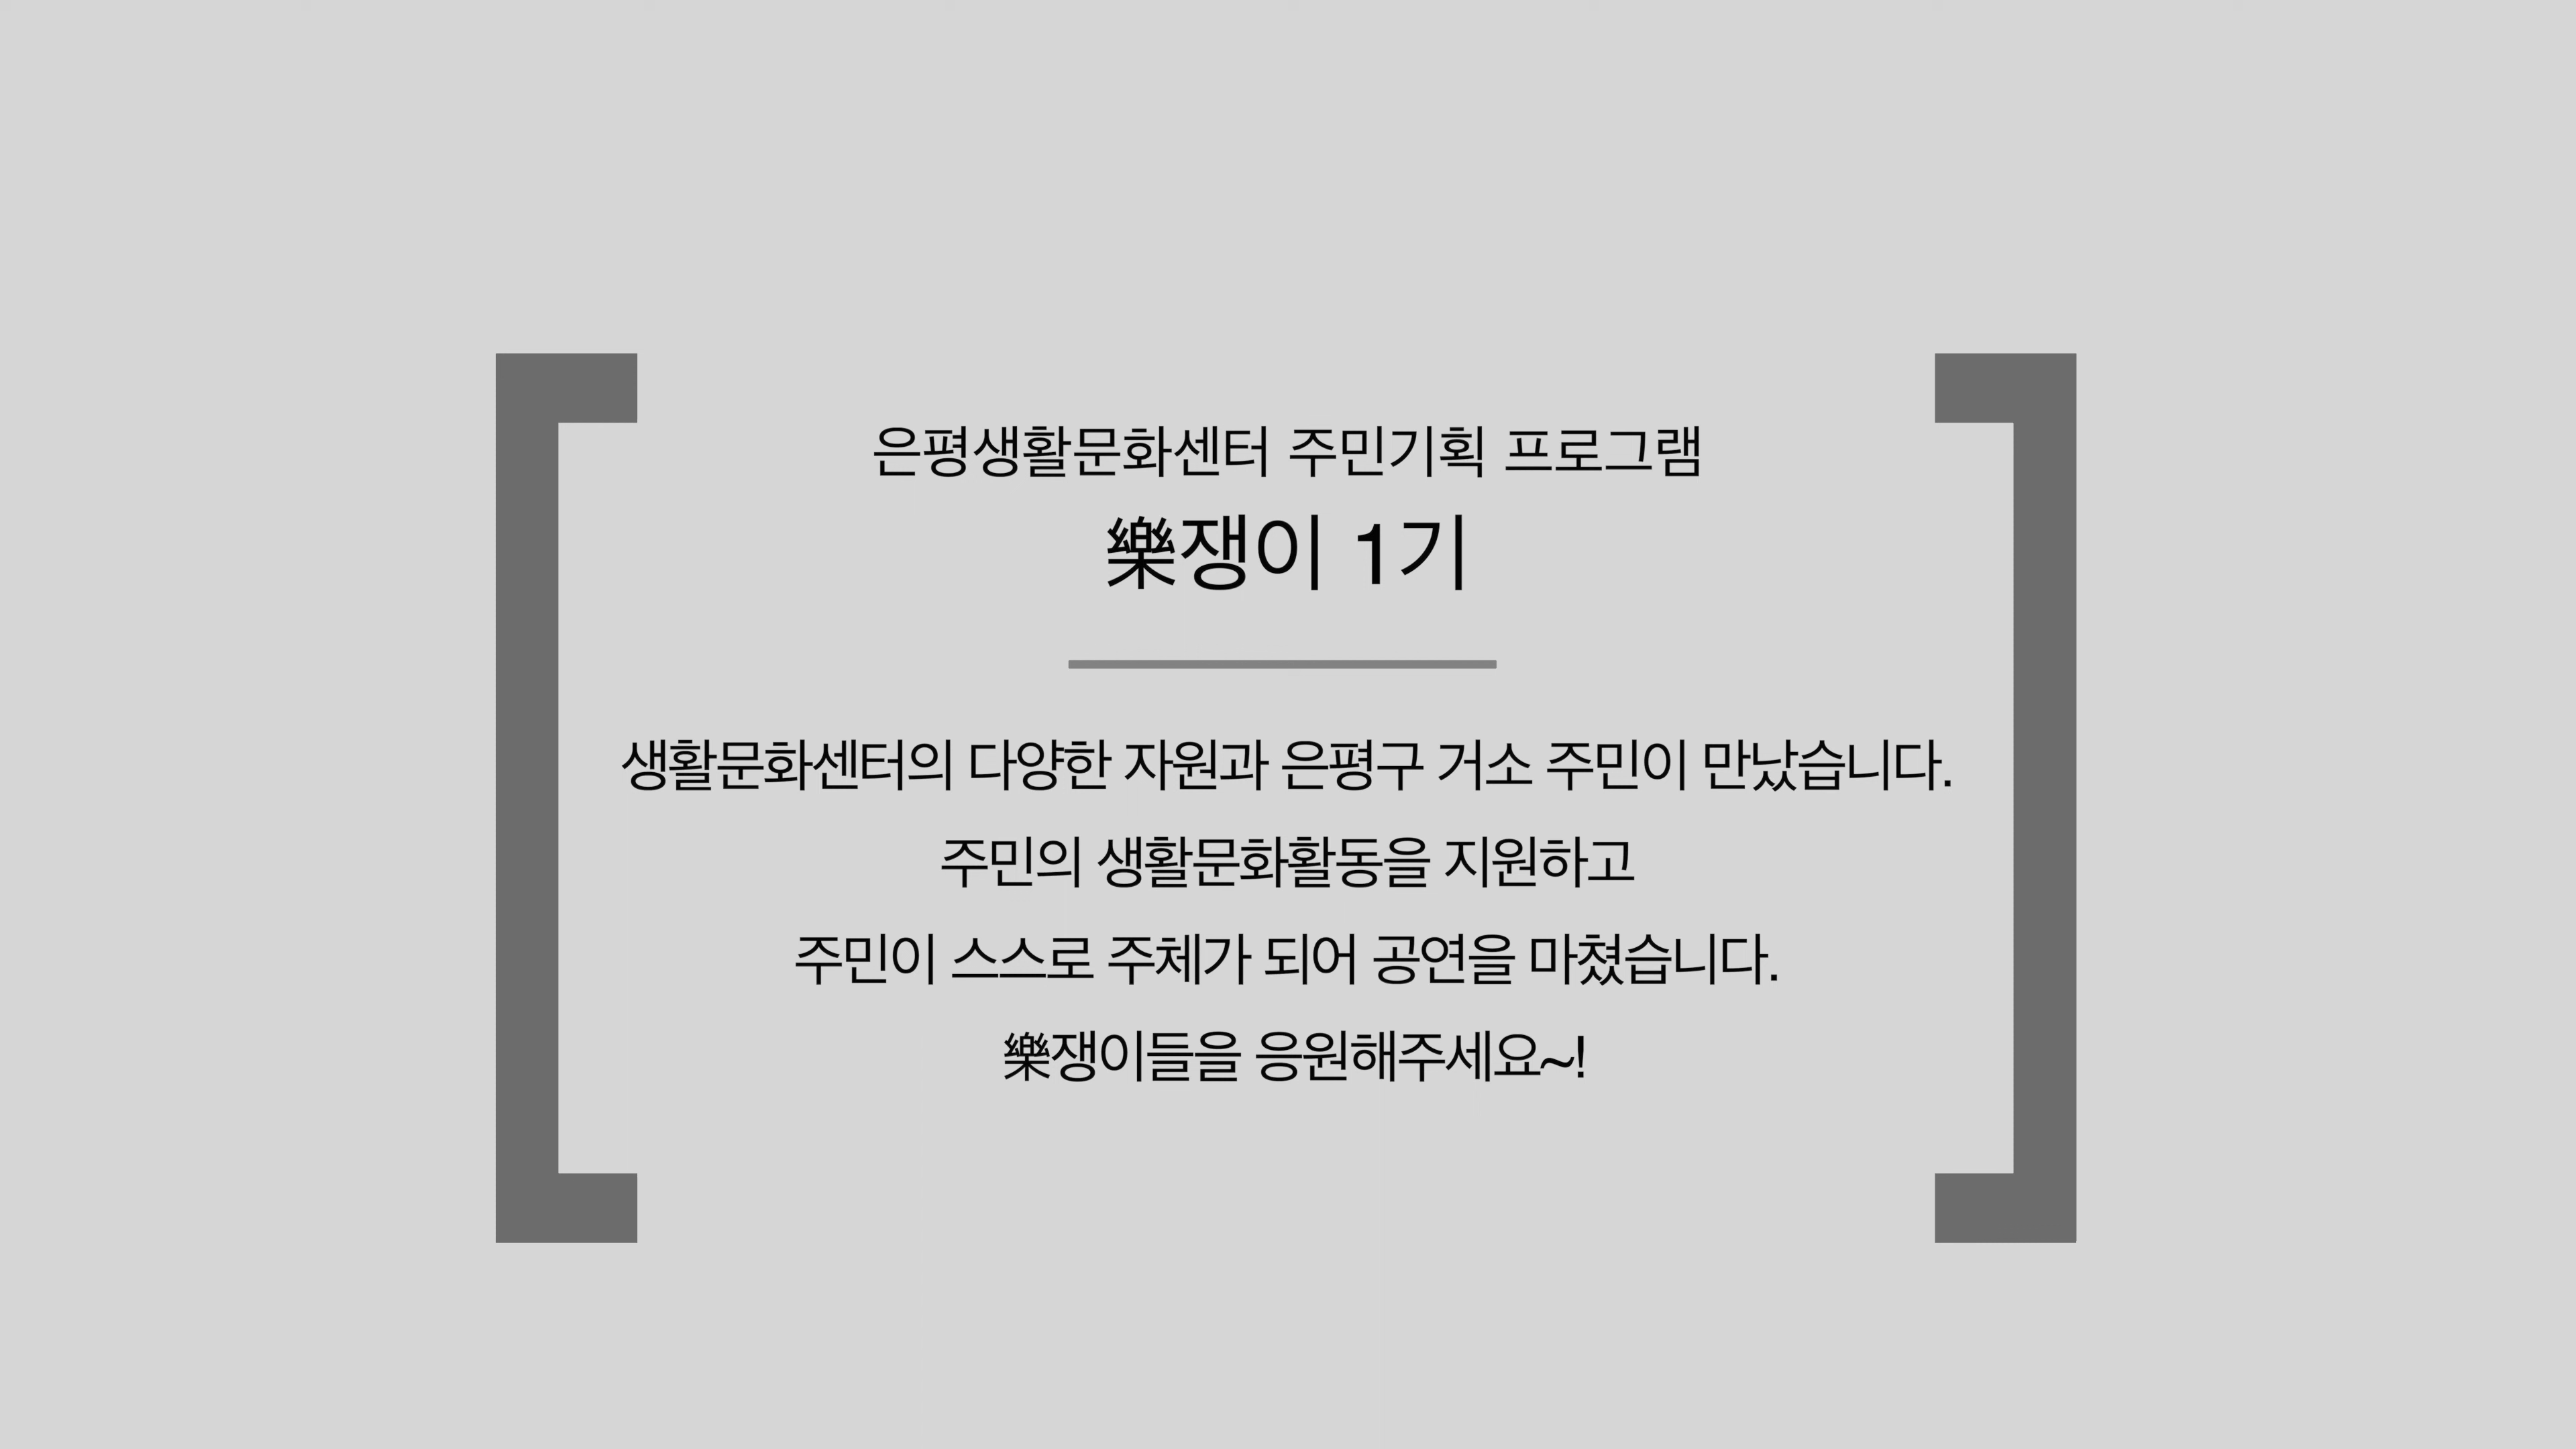 은평생활문화센터 주민기획 프로그램
樂쟁이 1기
생활문화센터의 다양한 자원과 은평구 거소 주민이 만났습니다.
주민의 생활문화활동을 지원하고
주민이 스스로 주체가 되어 공연을 마쳤습니다.
樂쟁이들을 응원해주세요~!